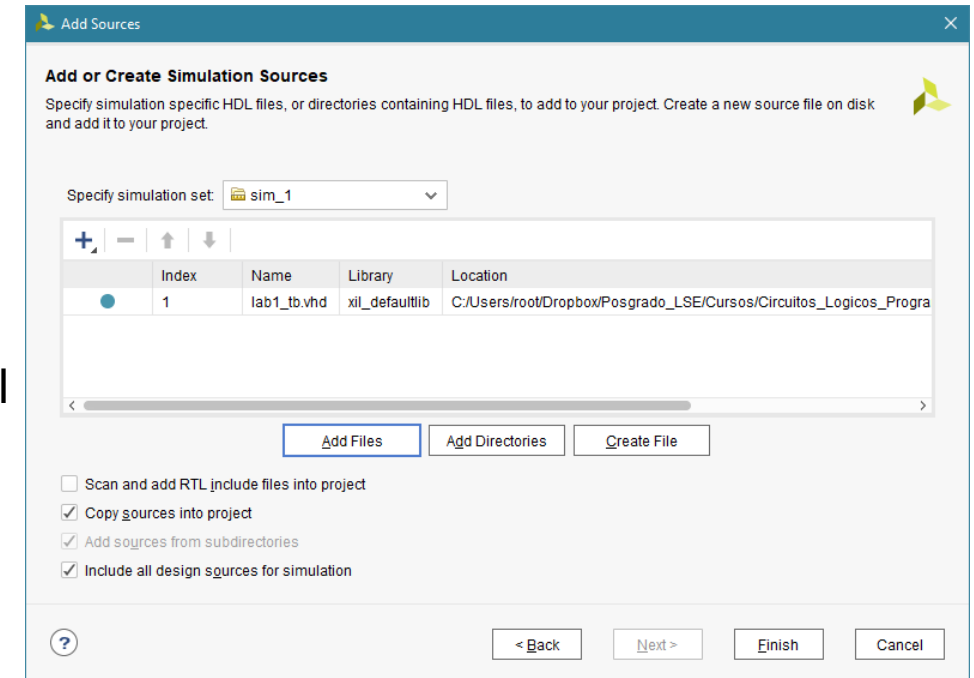 Add Sources
Add or Create Simulation Sources
Specify simulation specific HDL files, or directories containing HDL files, to add to your project. Create a new source file on disk
and add it to your project.
Specify simulation set: sim_1
Index Name Library Location
1 lab1_tb.vhd xil_defaultlib C:/Users/root/Dropbox/Posgrado_LSE/Cursos/Circuitos_Logicos_Progra
Add Files Add Directories Create File
Scan and add RTL include files into project
Copy sources into project
Add sources from subdirectories
Include all design sources for simulation
? < Back Next > Finish Cancel